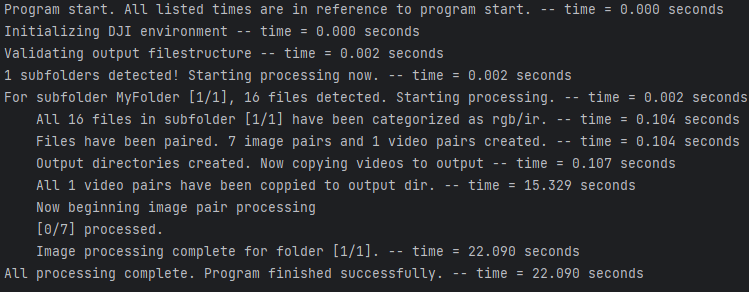 Program start. All listed times are in reference to program start. -- time = 0.000 seconds
Initializing DJI environment -- time = 0.000 seconds
Validating output filestructure -- time = 0.002 seconds
1 subfolders detected! Starting processing now. -- time = 0.002 seconds
For subfolder MyFolder [1/1], 16 files detected. Starting processing. -- time = 0.002 seconds
All 16 files in subfolder [1/1] have been categorized as rgb/ir. -- time = 0.104 seconds
Files have been paired. 7 image pairs and 1 video pairs created. -- time = 0.104 seconds
Output directories created. Now copying videos to output -- time = 0.107 seconds
All 1 video pairs have been coppied to output dir. -- time = 15.329 seconds
Now beginning image pair processing
[0/7] processed.
Image processing complete for folder [1/1]. -- time = 22.090 seconds
All processing complete. Program finished successfully. -- time = 22.090 seconds